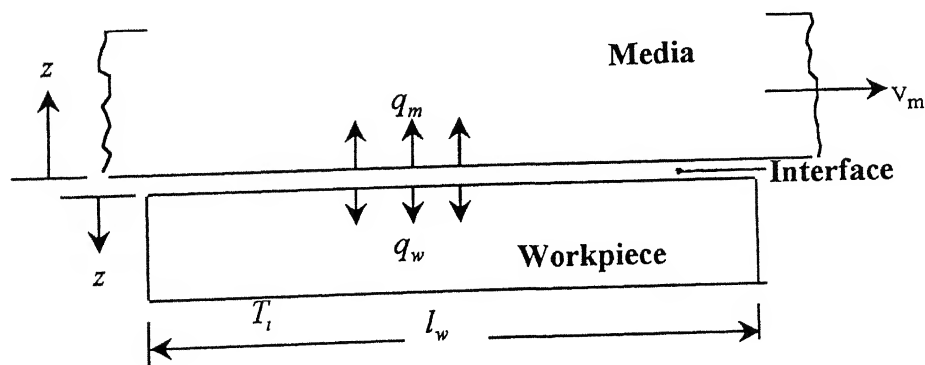 Media
z
V_m
q_m
Interface
q_w
Workpiece
z
T_i
l_w